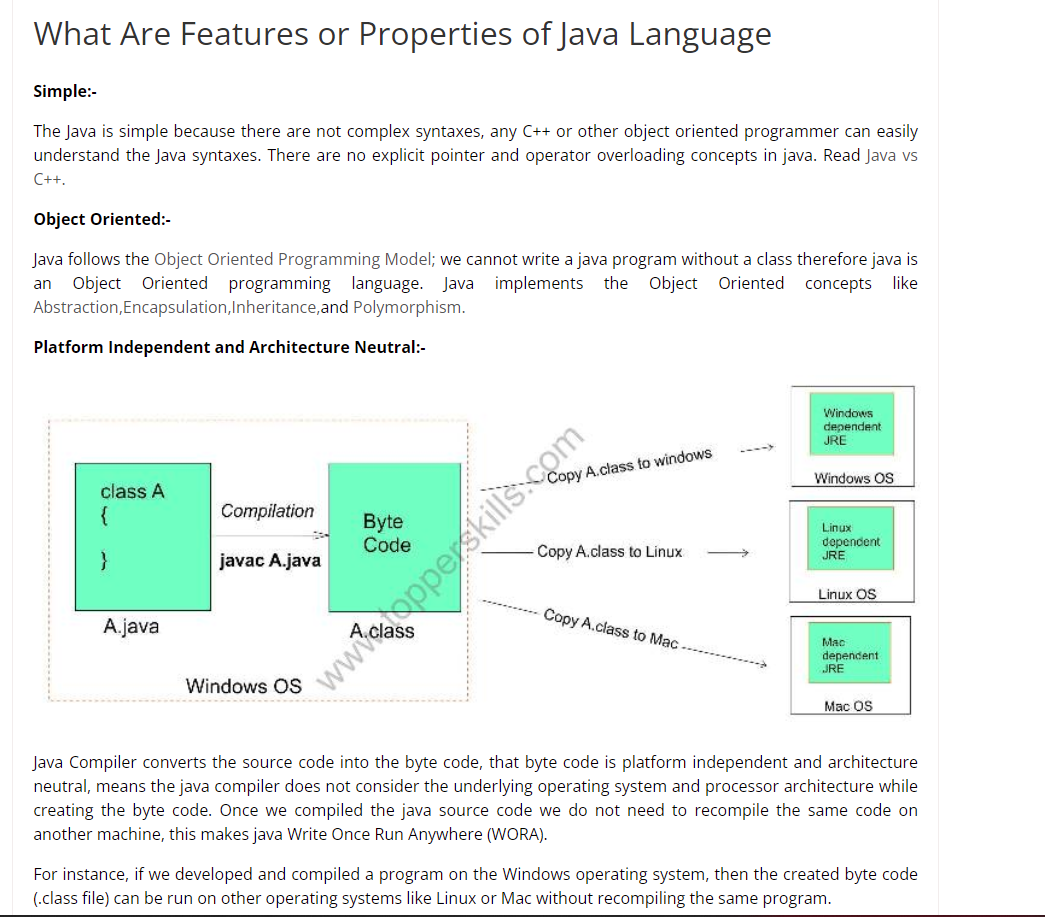 What Are Features or Properties of Java Language
Simple:-
The Java is simple because there are not complex syntaxes, any C++ or other object oriented programmer can easily
understand the Java syntaxes. There are no explicit pointer and operator overloading concepts in java. Read Java vs
C++.
Object Oriented:-
Java follows the Object Oriented Programming Model; we cannot write a java program without a class therefore java is
an Object Oriented programming language. Java implements the Object Oriented concepts like
Abstraction,Encapsulation,Inheritance,and Polymorphism.
Platform Independent and Architecture Neutral:-
class A
{
}
A.java
Compilation
javac A.java
Byte
Code
A.class
Windows OS
www.topperskills.com
Copy A.class to windows
Copy A.class to Linux
Copy A.class to Mac
Windows
dependent
JRE
Windows OS
Linux
dependent
JRE
Linux OS
Mac
dependent
JRE
Mac OS
Java Compiler converts the source code into the byte code, that byte code is platform independent and architecture
neutral, means the java compiler does not consider the underlying operating system and processor architecture while
creating the byte code. Once we compiled the java source code we do not need to recompile the same code on
another machine, this makes java Write Once Run Anywhere (WORA).
For instance, if we developed and compiled a program on the Windows operating system, then the created byte code
(.class file) can be run on other operating systems like Linux or Mac without recompiling the same program.